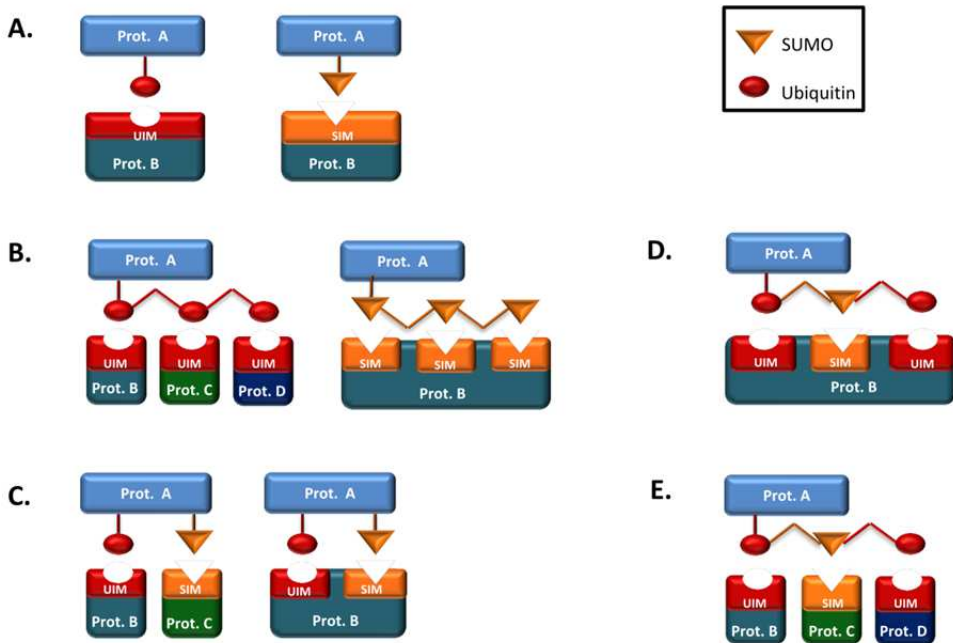 A.
Prot. A
Prot. A
UIM
SIM
Prot. B
Prot. B
SUMO
Ubiquitin
B.
Prot. A
Prot. A
UIM
UIM
UIM
Prot. B
Prot. C
Prot. D
SIM
SIM
SIM
Prot. B
D.
Prot. A
UIM
SIM
UIM
Prot. B
C.
Prot. A
Prot. A
UIM
SIM
Prot. B
Prot. C
UIM
SIM
Prot. B
E.
Prot. A
UIM
SIM
UIM
Prot. B
Prot. C
Prot. D